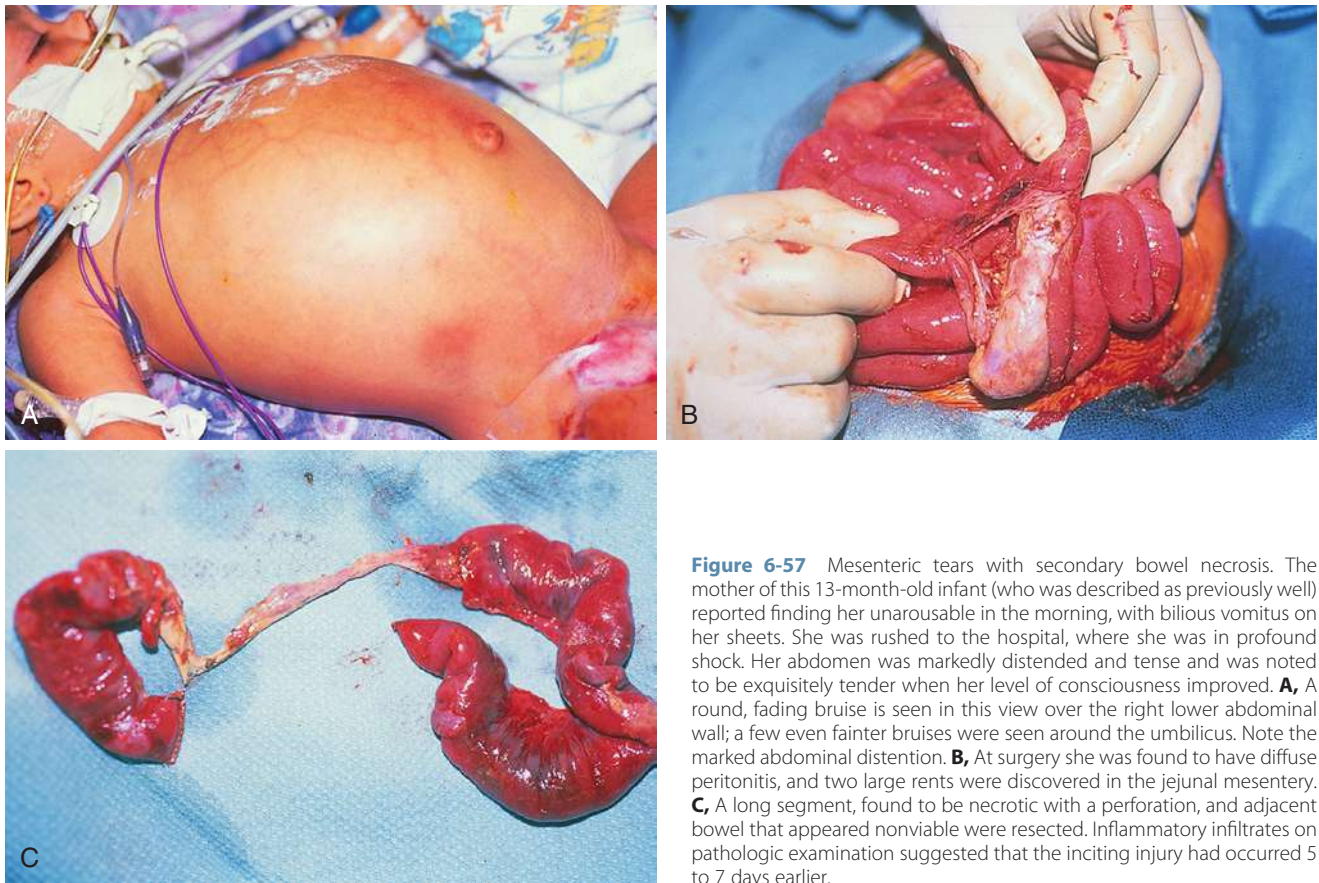 A
B
C
Figure 6-57 Mesenteric tears with secondary bowel necrosis. The
mother of this 13-month-old infant (who was described as previously well)
reported finding her unarousable in the morning, with bilious vomitus on
her sheets. She was rushed to the hospital, where she was in profound
shock. Her abdomen was markedly distended and tense and was noted
to be exquisitely tender when her level of consciousness improved. A, A
round, fading bruise is seen in this view over the right lower abdominal
wall; a few even fainter bruises were seen around the umbilicus. Note the
marked abdominal distention. B, At surgery she was found to have diffuse
peritonitis, and two large rents were discovered in the jejunal mesentery.
C, A long segment, found to be necrotic with a perforation, and adjacent
bowel that appeared nonviable were resected. Inflammatory infiltrates on
pathologic examination suggested that the inciting injury had occurred 5
to 7 days earlier.